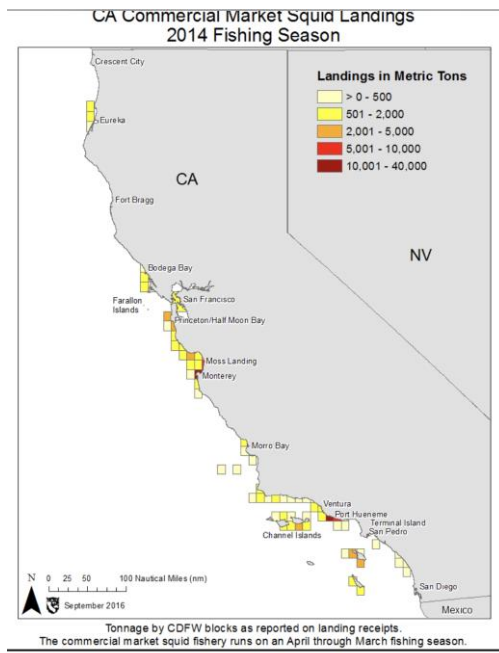 CA Commercial Market Squid Landings
2014 Fishing Season
Crescent City
Landings in Metric Tons
> 0 - 500
501 - 2,000
2,001 - 5,000
5,001 - 10,000
10,001 - 40,000
Eureka
CA
Fort Bragg
NV
Bodega Bay
Farallon
Islands
San Francisco
Princeton/Half Moon Bay
Moss Landing
Monterey
Morro Bay
Ventura
Port Hueneme
Terminal Island
San Pedro
Channel Islands
N
0 25 50 100 Nautical Miles (nm)
San Diego
September 2016
Mexico
Tonnage by CDFW blocks as reported on landing receipts.
The commercial market squid fishery runs on an April through March fishing season.